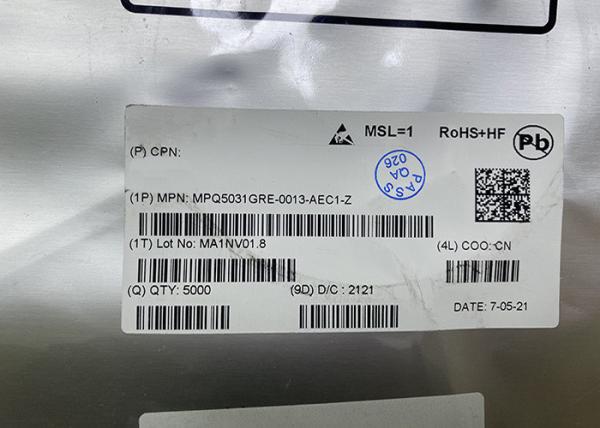 MSL=1 RoHS+HF Pb
(P) CPN:
PASS
QA
026
(1P) MPN: MPQ5031GRE-0013-AEC1-Z
(1T) Lot No: MA1NV01.8 (4L) COO: CN
(Q) QTY: 5000 (9D) D/C : 2121
DATE: 7-05-21